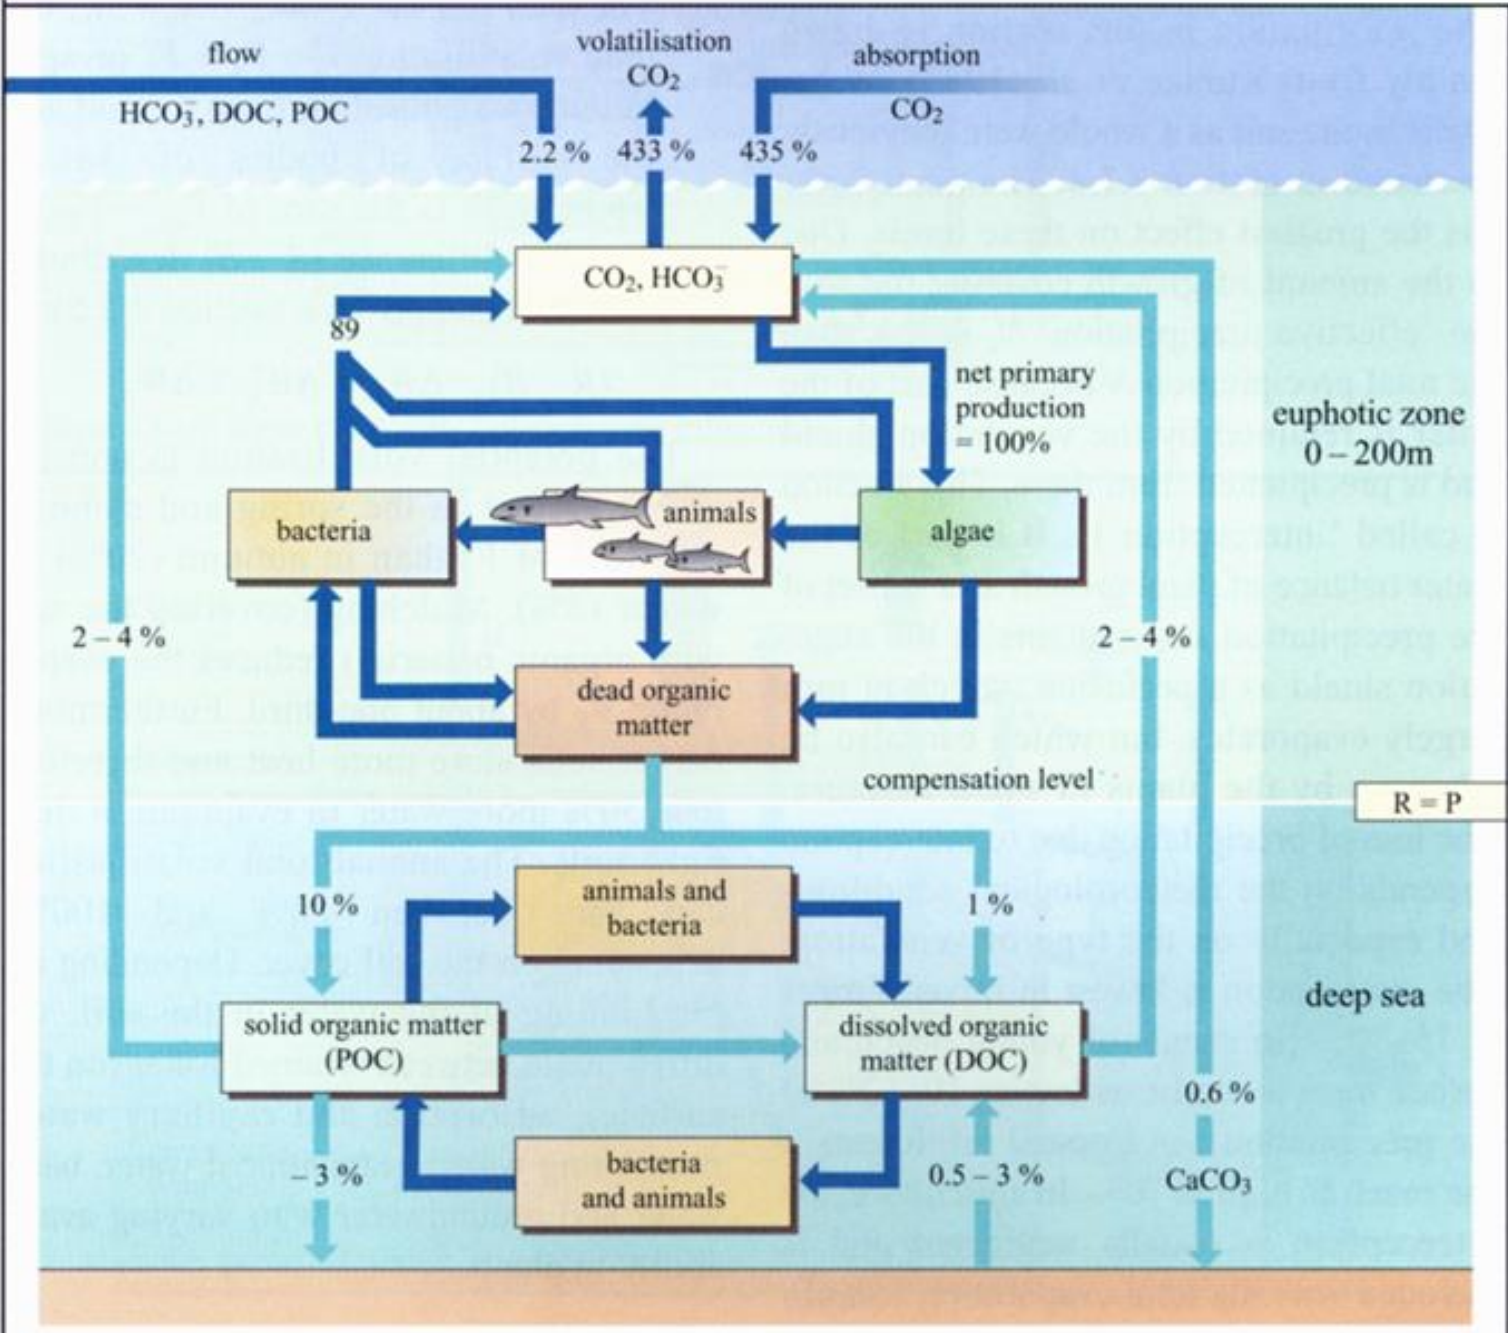 flow
HCO₃⁻, DOC, POC
volatilisation
CO₂
absorption
CO₂
2.2 %
433 %
435 %
CO₂, HCO₃⁻
89
net primary
production
= 100%
euphotic zone
0 – 200m
bacteria
animals
algae
2 – 4 %
2 – 4 %
dead organic
matter
compensation level
R = P
10 %
animals and
bacteria
1 %
deep sea
solid organic matter
(POC)
dissolved organic
matter (DOC)
0.6 %
– 3 %
bacteria
and animals
0.5 – 3 %
CaCO₃